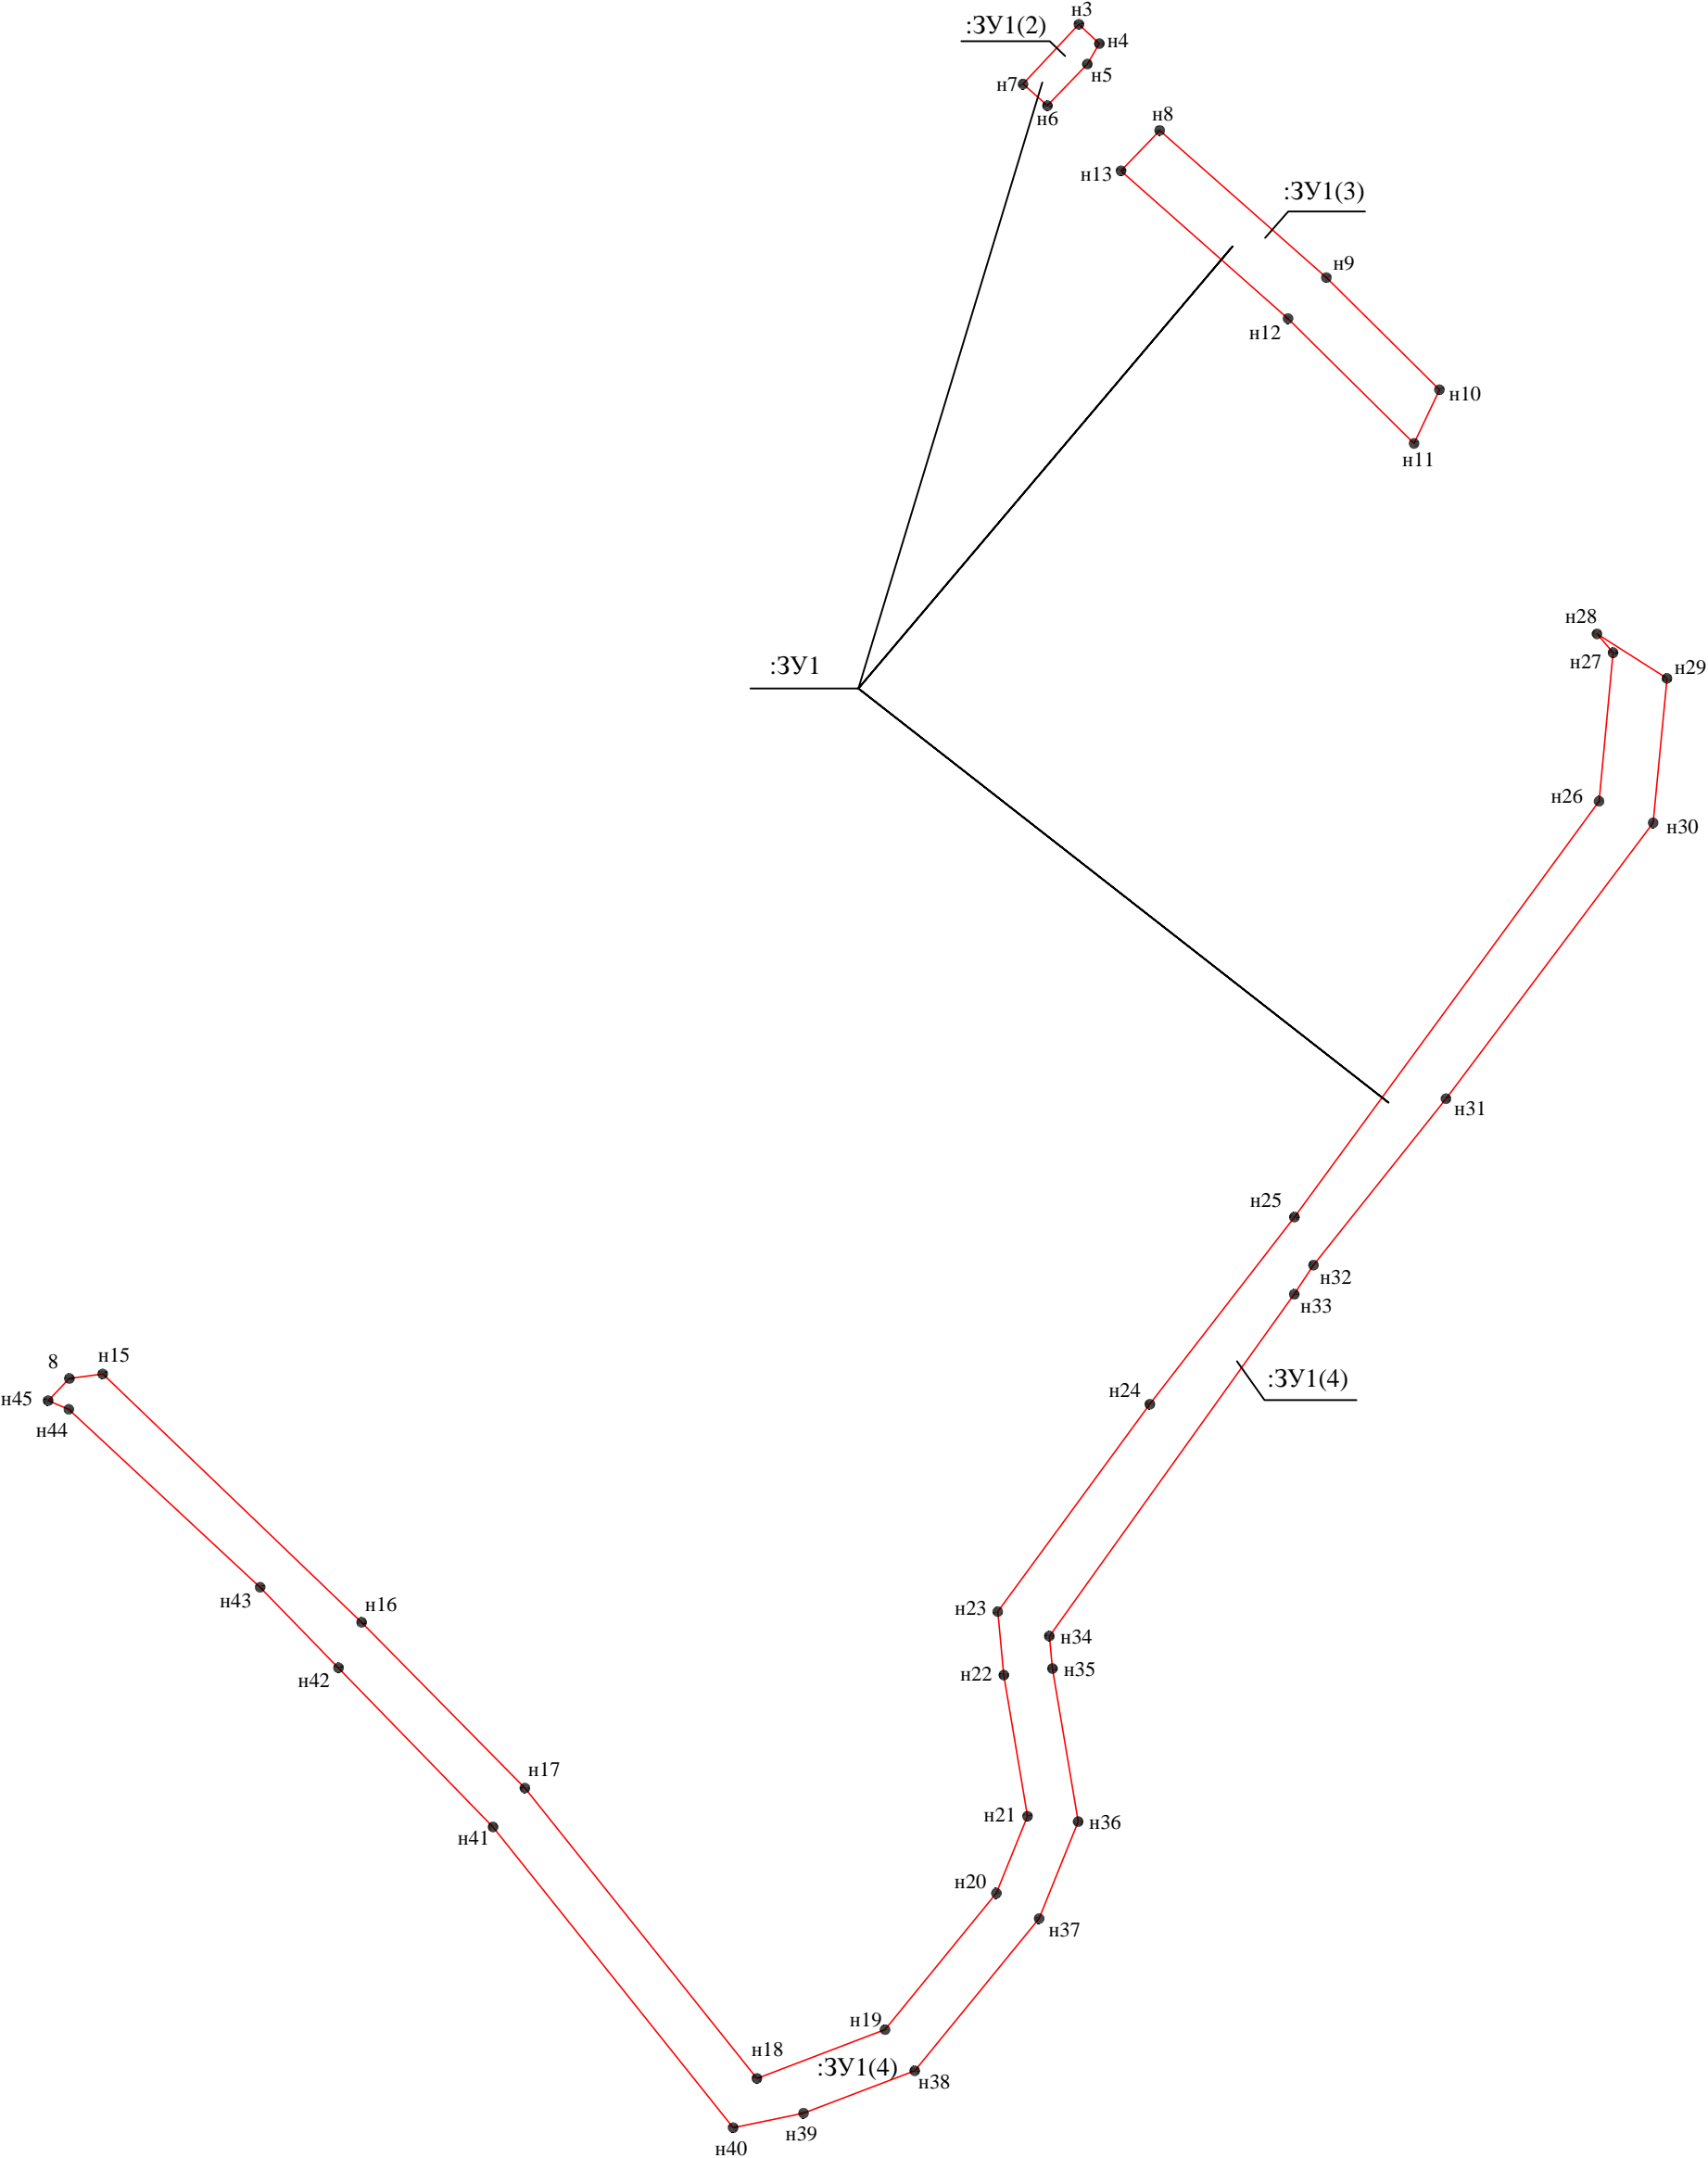 н3
:ЗУ1(2)
н4
н5
н7
н6
н8
н13
:ЗУ1(3)
н9
н12
н10
н11
н28
:ЗУ1
н27
н29
н26
н30
н31
н25
н32
н33
8
н15
:ЗУ1(4)
н45
н24
н44
н43
н16
н23
н34
н22
н35
н42
н17
н21
н36
н41
н20
н37
н19
н18
:ЗУ1(4)
н38
н39
н40